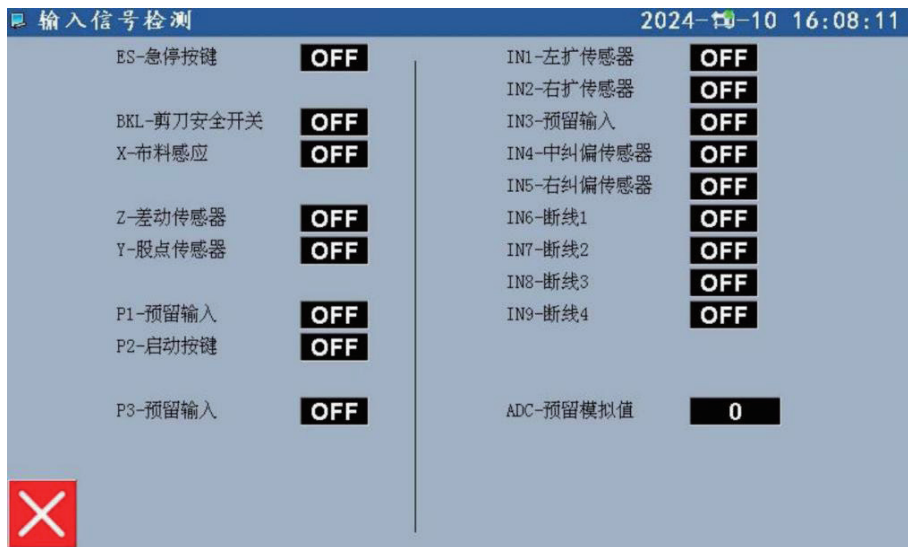 输入信号检测
2024- -10 16:08:11
ES-急停按键 OFF
BKL-剪刀安全开关 OFF
X-布料感应 OFF
Z-差动传感器 OFF
Y-股点传感器 OFF
P1-预留输入 OFF
P2-启动按键 OFF
P3-预留输入 OFF
IN1-左扩传感器 OFF
IN2-右扩传感器 OFF
IN3-预留输入 OFF
IN4-中纠偏传感器 OFF
IN5-右纠偏传感器 OFF
IN6-断线1 OFF
IN7-断线2 OFF
IN8-断线3 OFF
IN9-断线4 OFF
ADC-预留模拟值 0